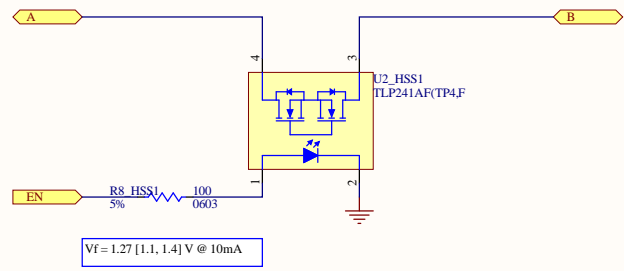 A
B
4
3
U2_HSS1
TLP241AF(TP4,F
1
2
EN
R8_HSS1
100
5%
0603
Vf = 1.27 [1.1, 1.4] V @ 10mA